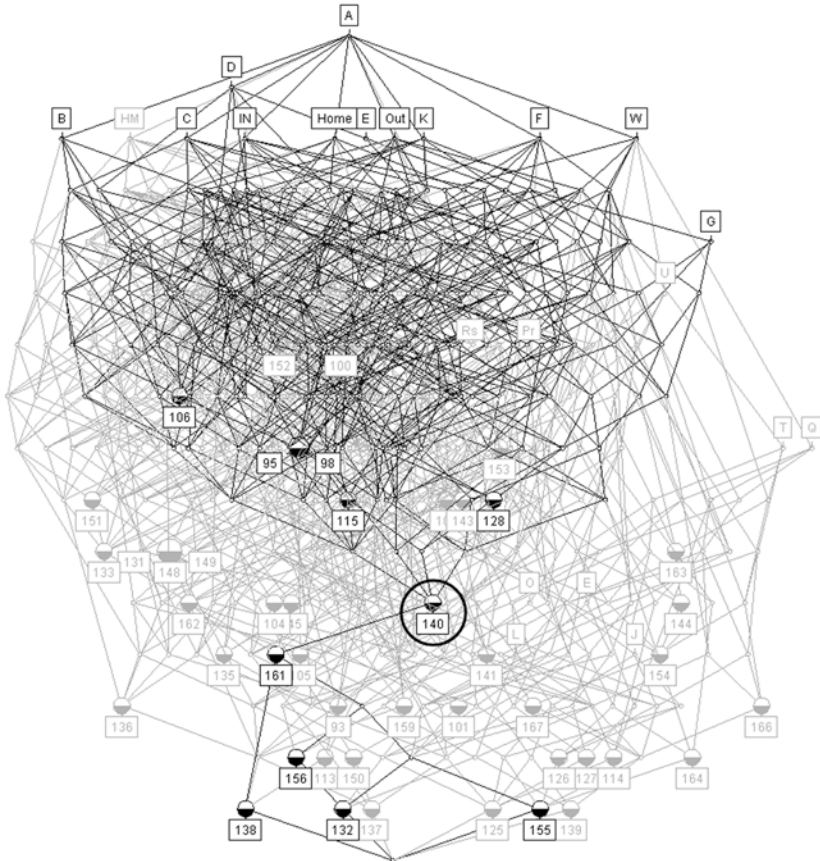 A
D
B HM C IN Home E Out K F W
G
U
Rs Pr
152 100
106
T Q
95 98
153
151 115 143 128
133 131 148 149 163
O E
162 104 140 144
L J
135 161 141 154
136 93 159 101 167 166
156 113 150 126 127 114 164
138 132 137 125 155 139